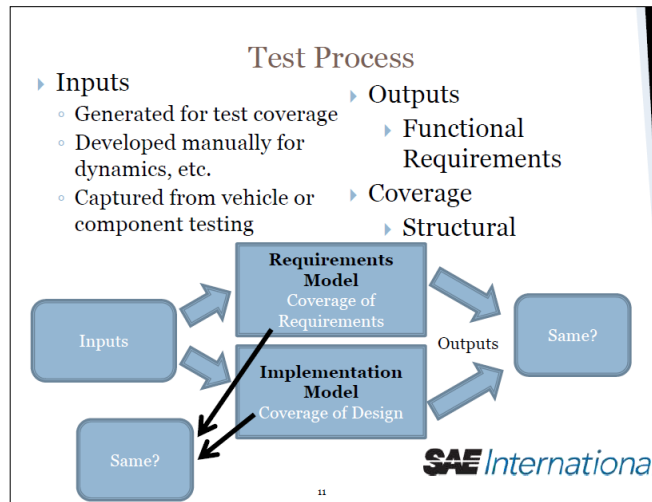 Test Process
Inputs
Generated for test coverage
Developed manually for
dynamics, etc.
Captured from vehicle or
component testing
Outputs
Functional
Requirements
Coverage
Structural
Inputs
Requirements
Model
Coverage of
Requirements
Implementation
Model
Coverage of Design
Outputs
Same?
Same?
SAE Internationa
11